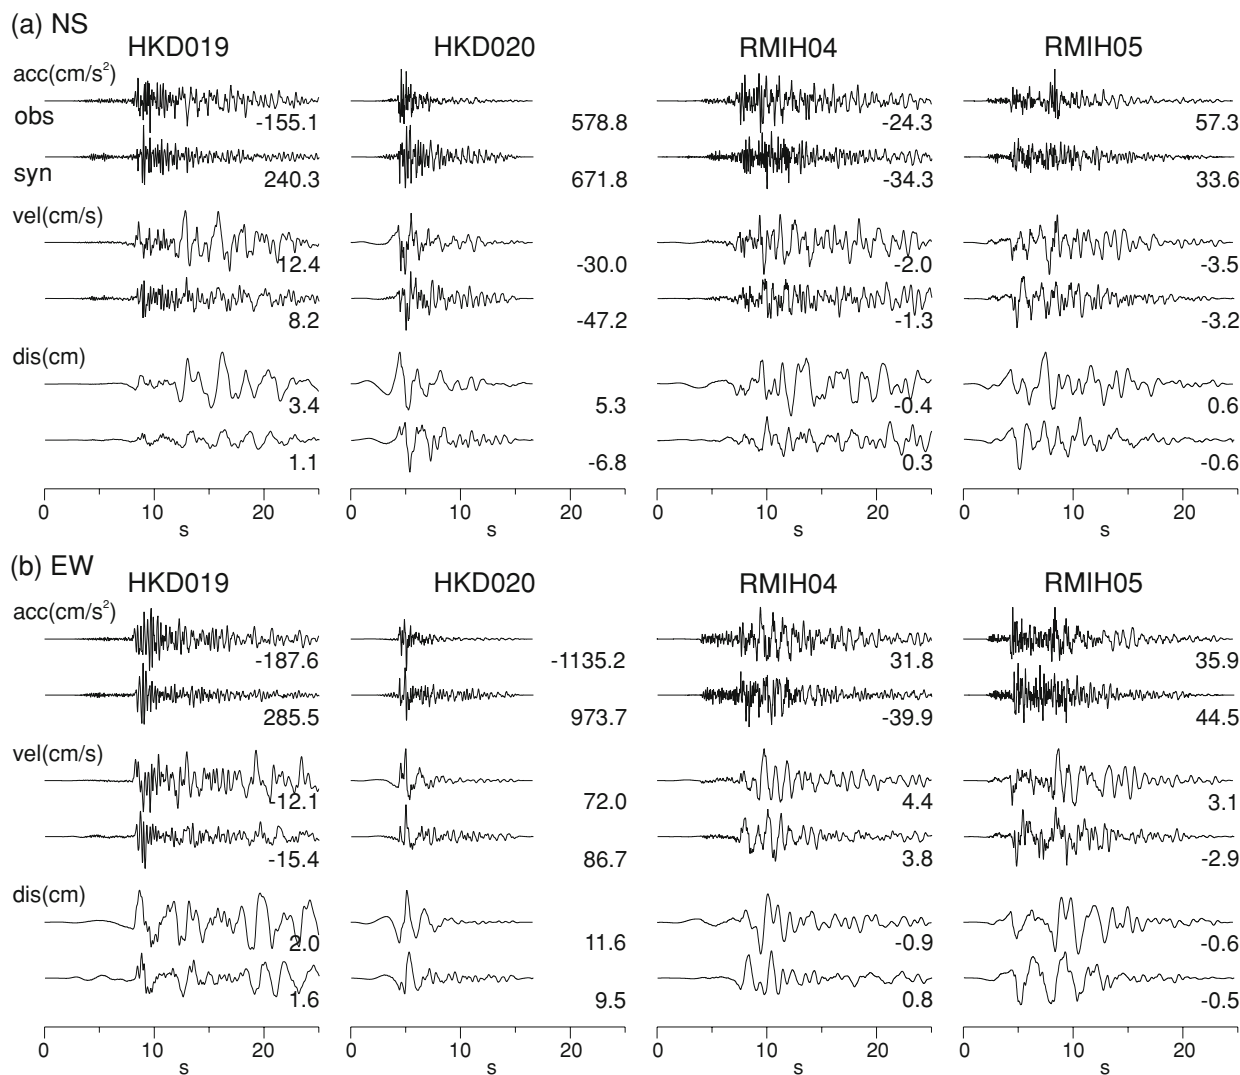 (a) NS
HKD019 HKD020 RMIH04 RMIH05
acc(cm/s²)
obs -155.1 578.8 -24.3 57.3
syn 240.3 671.8 -34.3 33.6
vel(cm/s)
12.4 -30.0 -2.0 -3.5
8.2 -47.2 -1.3 -3.2
dis(cm)
3.4 5.3 -0.4 0.6
1.1 -6.8 0.3 -0.6
0 10 20 0 10 20 0 10 20 0 10 20
s s s s
(b) EW
HKD019 HKD020 RMIH04 RMIH05
acc(cm/s²)
-187.6 -1135.2 31.8 35.9
285.5 973.7 -39.9 44.5
vel(cm/s)
-12.1 72.0 4.4 3.1
-15.4 86.7 3.8 -2.9
dis(cm)
2.0 11.6 -0.9 -0.6
1.6 9.5 0.8 -0.5
0 10 20 0 10 20 0 10 20 0 10 20
s s s s